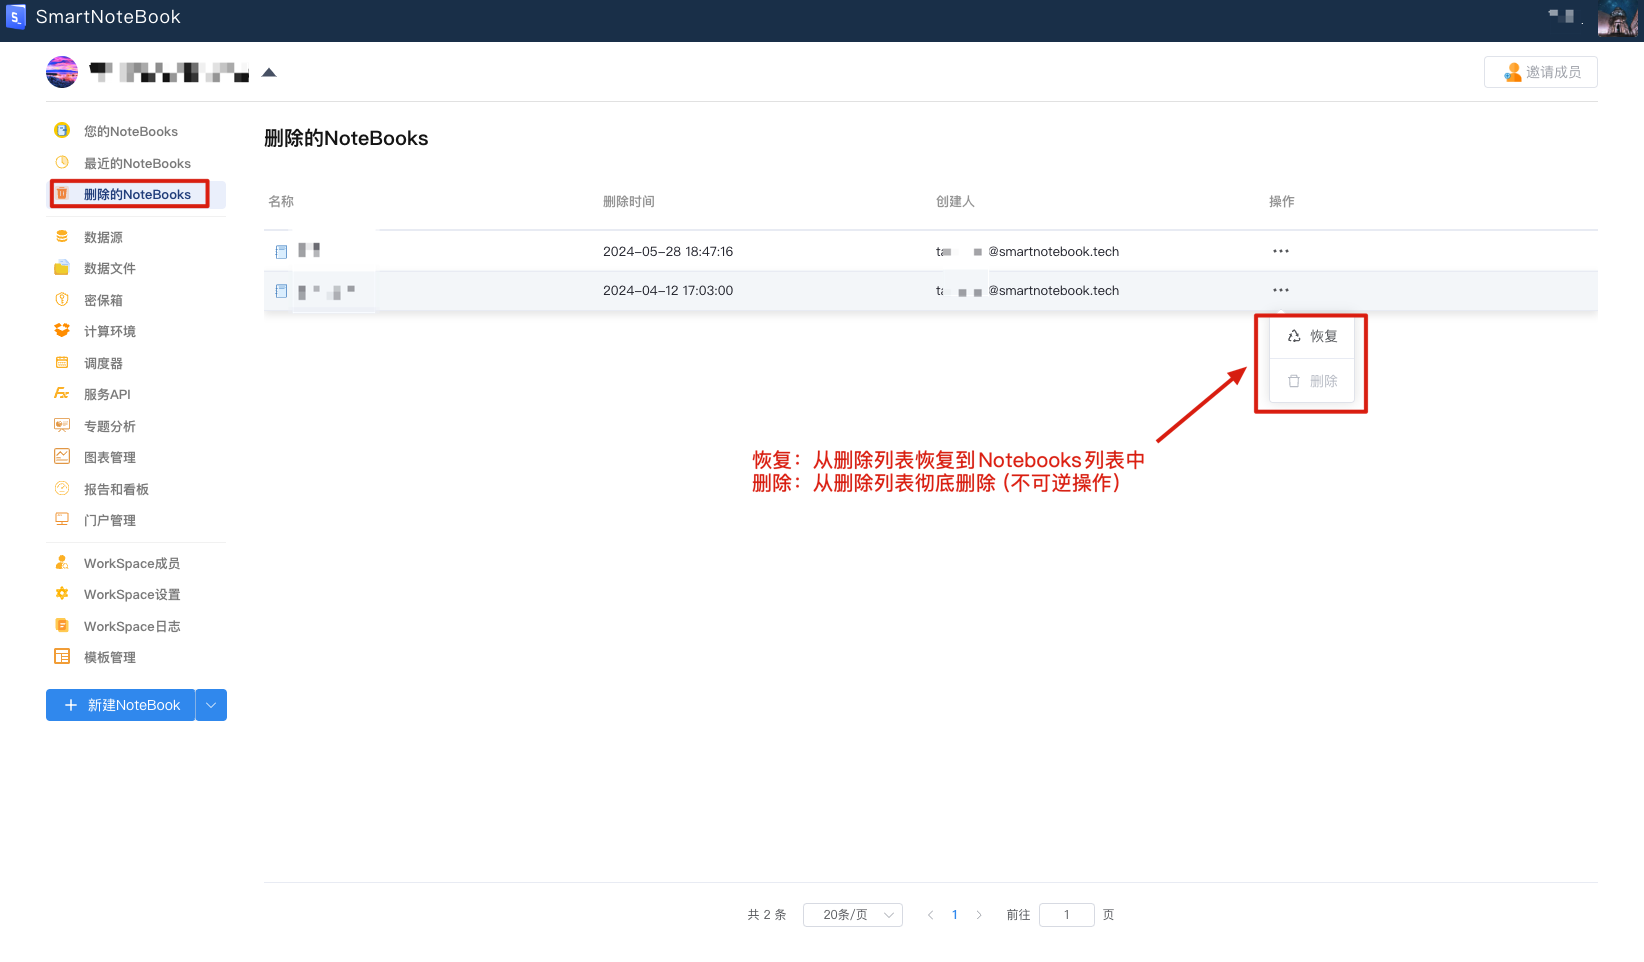 SmartNoteBook
邀请成员
您的NoteBooks
最近的NoteBooks
删除的NoteBooks
数据源
数据文件
密保箱
计算环境
调度器
服务API
专题分析
图表管理
报告和看板
门户管理
WorkSpace成员
WorkSpace设置
WorkSpace日志
模板管理
新建NoteBook
删除的NoteBooks
名称 删除时间 创建人 操作
2024-05-28 18:47:16 @smartnotebook.tech ···
2024-04-12 17:03:00 @smartnotebook.tech ···
恢复
删除
恢复：从删除列表恢复到Notebooks列表中
删除：从删除列表彻底删除（不可逆操作）
共 2 条 20条/页 1 前往 1 页